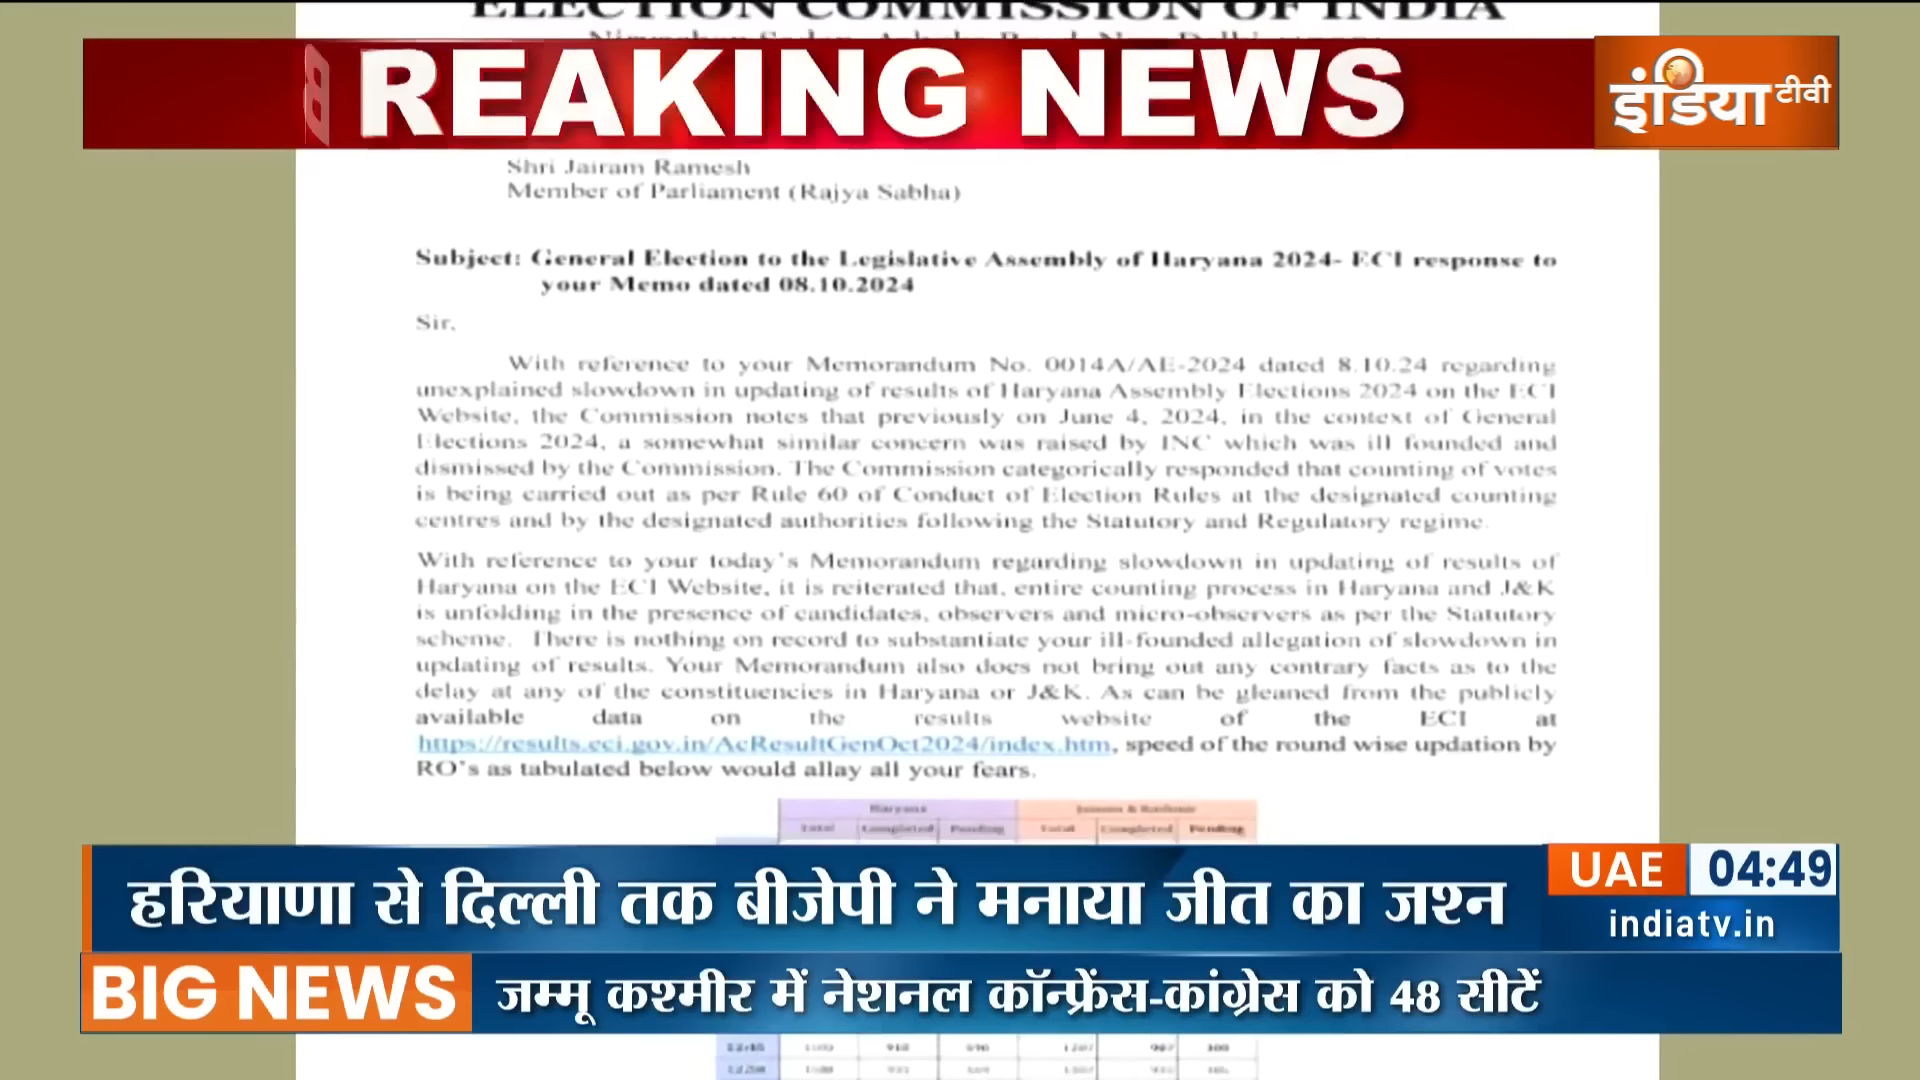 ELECTION COMMISSION OF INDIA
BREAKING NEWS
इंडिया टीवी
Shri Jairam Ramesh
Member of Parliament (Rajya Sabha)
Subject: General Election to the Legislative Assembly of Haryana 2024- ECI response to
your Memo dated 08.10.2024
Sir,
With reference to your Memorandum No. 0014A/AE-2024 dated 8.10.24 regarding
unexplained slowdown in updating of results of Haryana Assembly Elections 2024 on the ECI
Website, the Commission notes that previously on June 4, 2024, in the context of General
Elections 2024, a somewhat similar concern was raised by INC which was ill founded and
dismissed by the Commission. The Commission categorically responded that counting of votes
is being carried out as per Rule 60 of Conduct of Election Rules at the designated counting
centres and by the designated authorities following the Statutory and Regulatory regime.
With reference to your today's Memorandum regarding slowdown in updating of results of
Haryana on the ECI Website, it is reiterated that, entire counting process in Haryana and J&K
is unfolding in the presence of candidates, observers and micro-observers as per the Statutory
scheme. There is nothing on record to substantiate your ill-founded allegation of slowdown in
updating of results. Your Memorandum also does not bring out any contrary facts as to the
delay at any of the constituencies in Haryana or J&K. As can be gleaned from the publicly
available data on the results website of the ECI at
https://results.eci.gov.in/AcResultGenOct2024/index.htm, speed of the round wise updation by
RO's as tabulated below would allay all your fears.
Haryana Jammu & Kashmir
Total Completed Pending Total Completed Pending
हरियाणा से दिल्ली तक बीजेपी ने मनाया जीत का जश्न
UAE 04:49
indiatv.in
BIG NEWS जम्मू कश्मीर में नेशनल कॉन्फ्रेंस-कांग्रेस को 48 सीटें